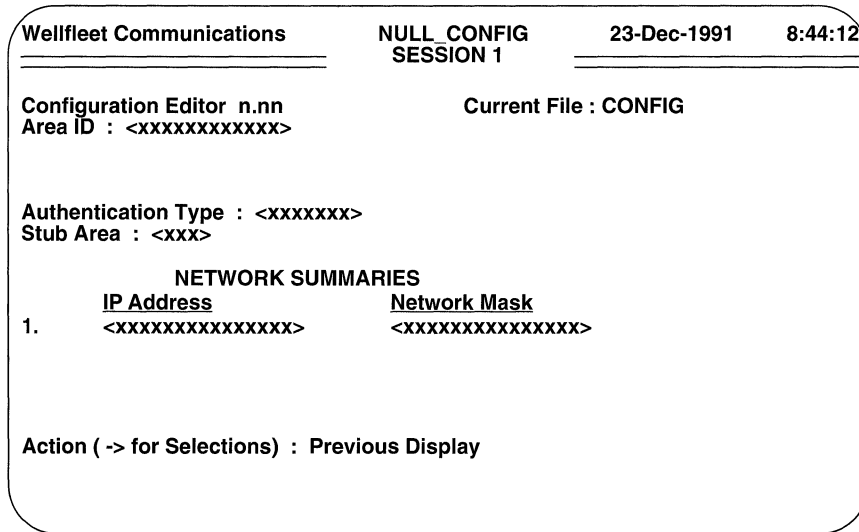 Wellfleet Communications NULL_CONFIG 23-Dec-1991 8:44:12
SESSION 1
Configuration Editor n.nn Current File : CONFIG
Area ID : <xxxxxxxxxxxx>
Authentication Type : <xxxxxxx>
Stub Area : <xxx>
NETWORK SUMMARIES
IP Address Network Mask
1. <xxxxxxxxxxxxxxx> <xxxxxxxxxxxxxxx>
Action ( -> for Selections) : Previous Display